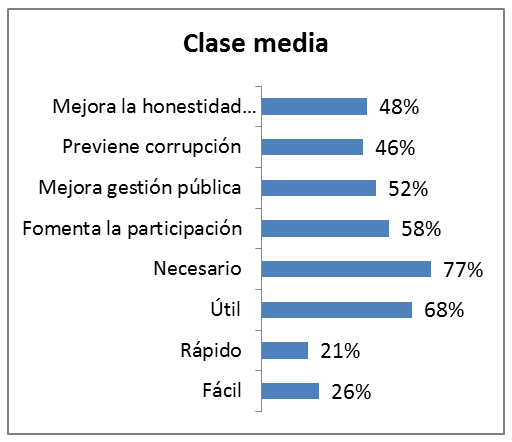 Clase media
Mejora la honestidad… 48%
Previene corrupción 46%
Mejora gestión pública 52%
Fomenta la participación 58%
Necesario 77%
Útil 68%
Rápido 21%
Fácil 26%